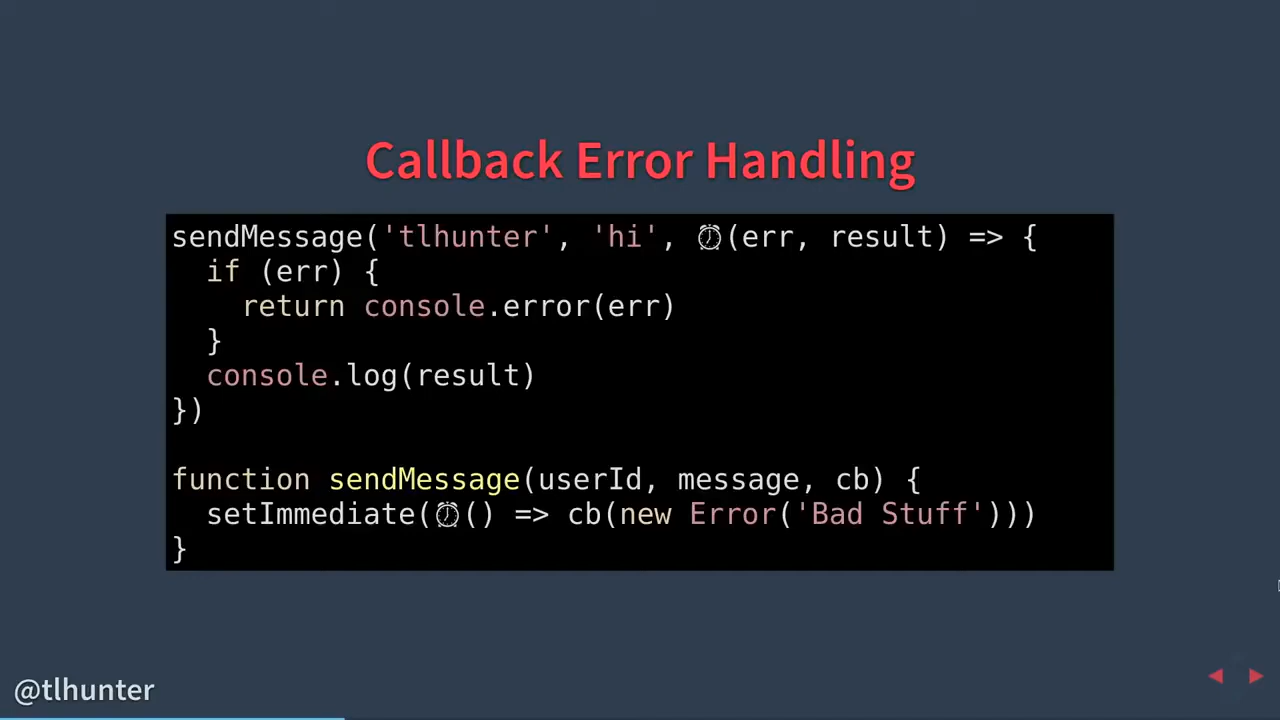 Callback Error Handling
sendMessage('tlhunter', 'hi', ⏰(err, result) => {
  if (err) {
    return console.error(err)
  }
  console.log(result)
})

function sendMessage(userId, message, cb) {
  setImmediate(⏰() => cb(new Error('Bad Stuff')))
}
@tlhunter